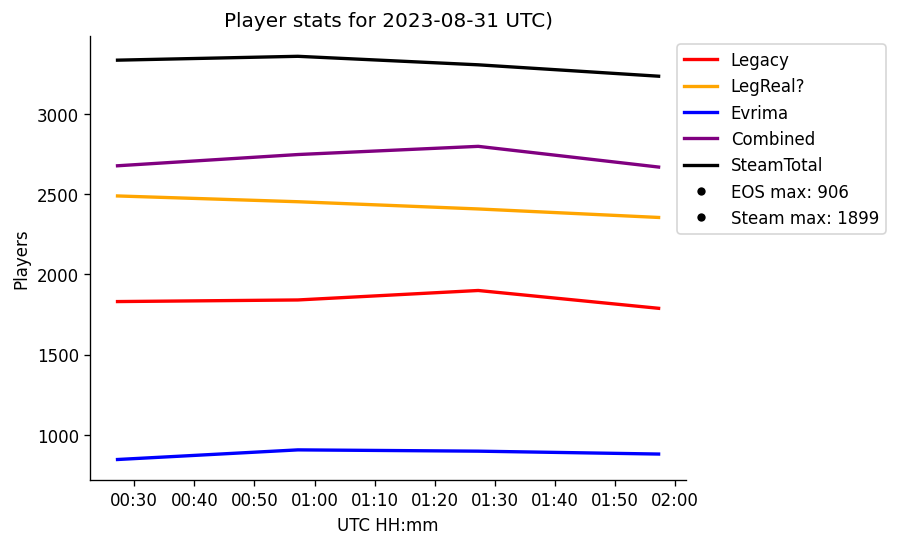 Player stats for 2023-08-31 UTC)
Legacy
LegReal?
Evrima
Combined
SteamTotal
EOS max: 906
Steam max: 1899
Players
3000
2500
2000
1500
1000
00:30 00:40 00:50 01:00 01:10 01:20 01:30 01:40 01:50 02:00
UTC HH:mm